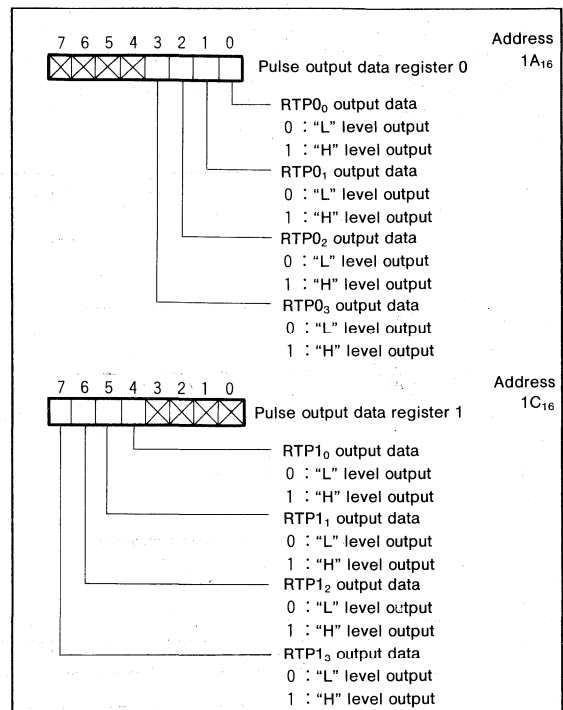 7 6 5 4 3 2 1 0
Address
1A₁₆
Pulse output data register 0
RTP0₀ output data
0 : “L” level output
1 : “H” level output
RTP0₁ output data
0 : “L” level output
1 : “H” level output
RTP0₂ output data
0 : “L” level output
1 : “H” level output
RTP0₃ output data
0 : “L” level output
1 : “H” level output
7 6 5 4 3 2 1 0
Address
1C₁₆
Pulse output data register 1
RTP1₀ output data
0 : “L” level output
1 : “H” level output
RTP1₁ output data
0 : “L” level output
1 : “H” level output
RTP1₂ output data
0 : “L” level output
1 : “H” level output
RTP1₃ output data
0 : “L” level output
1 : “H” level output